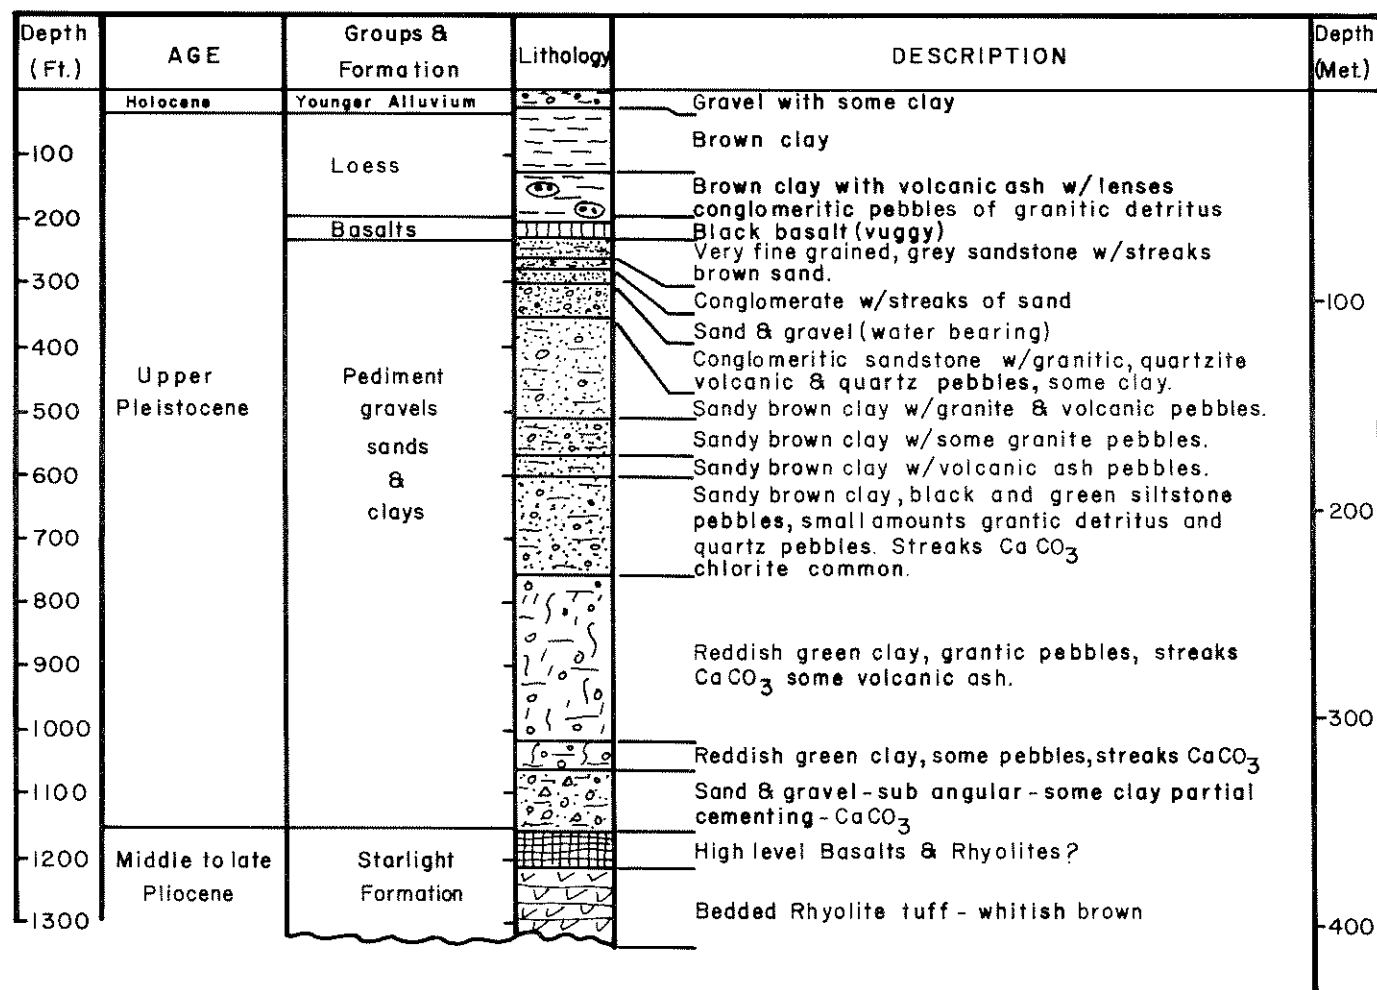 Depth
(Ft.)
AGE
Groups &
Formation
Lithology
DESCRIPTION
Depth
(Met.)
Holocene
Younger Alluvium
Gravel with some clay
100
Loess
Brown clay
Brown clay with volcanic ash w/lenses
conglomeritic pebbles of granitic detritus
200
Basalts
Black basalt (vuggy)
Very fine grained, grey sandstone w/streaks
brown sand.
300
Conglomerate w/streaks of sand
100
Sand & gravel (water bearing)
400
Conglomeritic sandstone w/granitic, quartzite
volcanic & quartz pebbles, some clay.
Upper
Pleistocene
Pediment
gravels
sands
&
clays
500
Sandy brown clay w/granite & volcanic pebbles.
Sandy brown clay w/some granite pebbles.
600
Sandy brown clay w/volcanic ash pebbles.
Sandy brown clay, black and green siltstone
pebbles, small amounts grantic detritus and
quartz pebbles. Streaks CaCO3
chlorite common.
200
700
800
900
Reddish green clay, grantic pebbles, streaks
CaCO3 some volcanic ash.
1000
300
Reddish green clay, some pebbles, streaks CaCO3
1100
Sand & gravel - sub angular - some clay partial
cementing - CaCO3
1200
Middle to late
Pliocene
Starlight
Formation
High level Basalts & Rhyolites?
1300
Bedded Rhyolite tuff - whitish brown
400